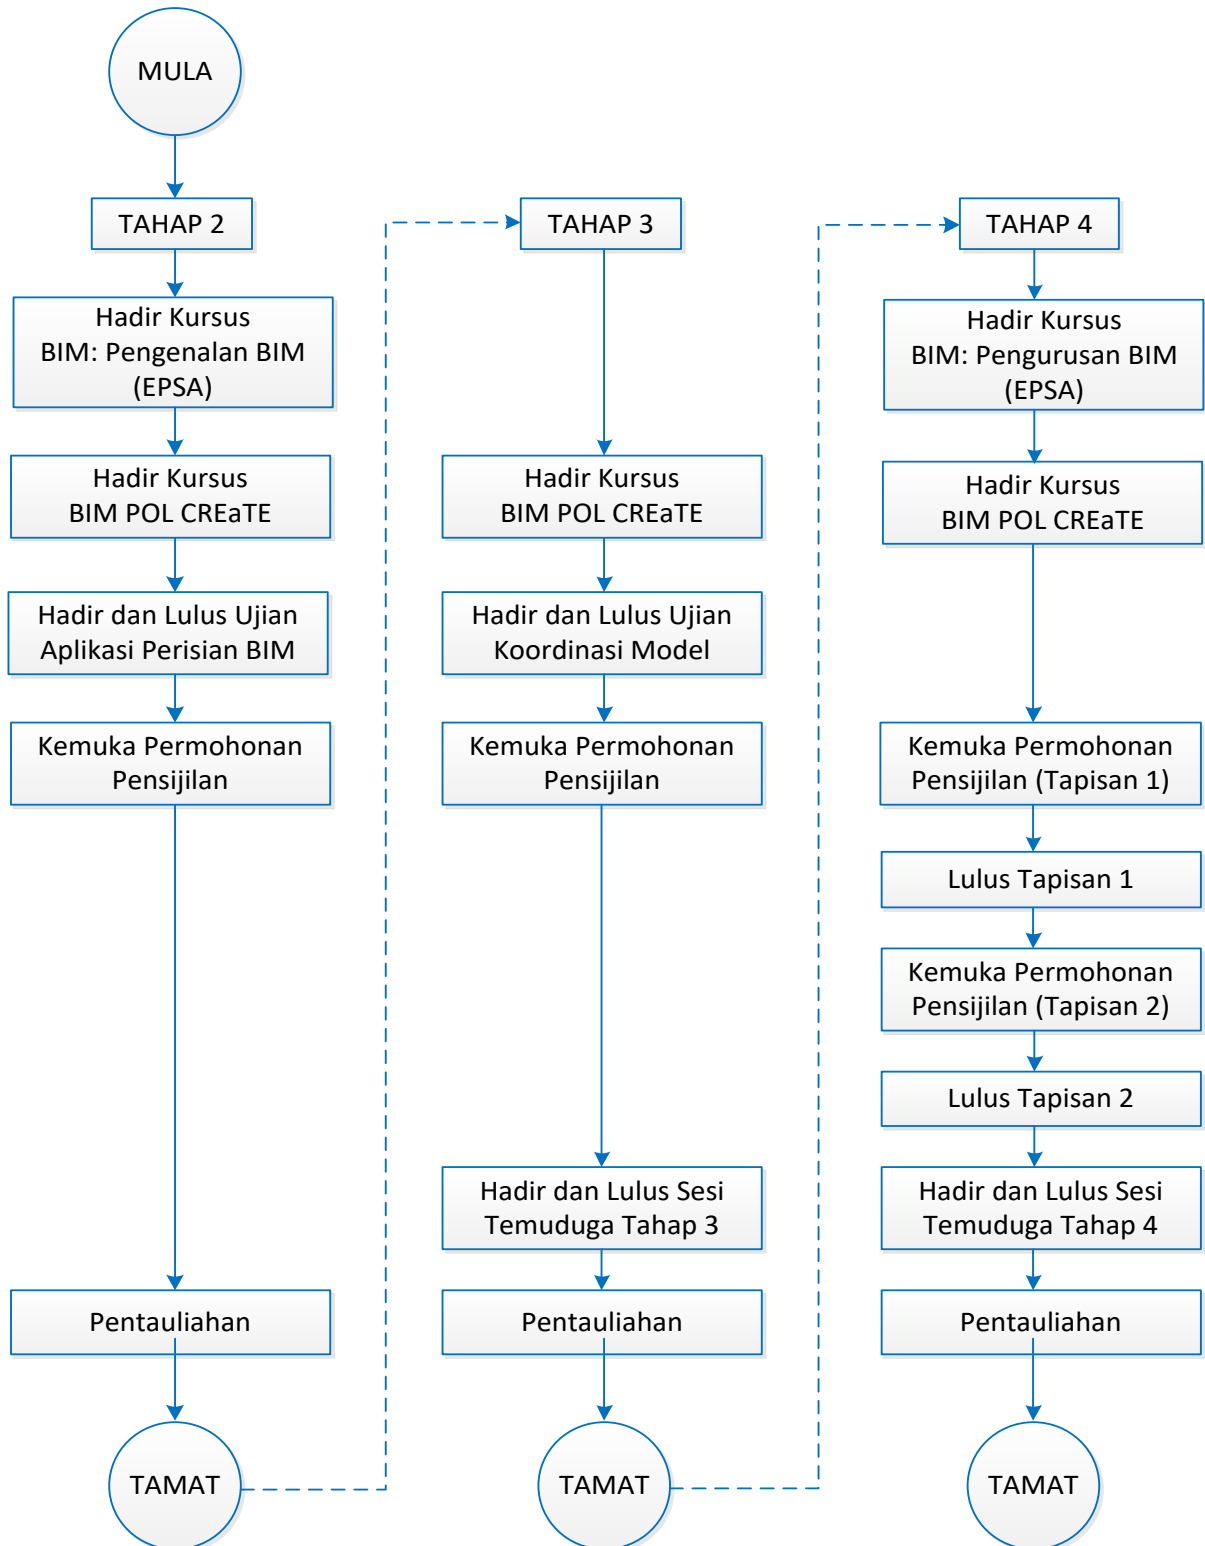 MULA
TAHAP 2
Hadir Kursus
BIM: Pengenalan BIM
(EPSA)
Hadir Kursus
BIM POL CREaTE
Hadir dan Lulus Ujian
Aplikasi Perisian BIM
Kemuka Permohonan
Pensijilan
Pentauliahan
TAMAT
TAHAP 3
Hadir Kursus
BIM POL CREaTE
Hadir dan Lulus Ujian
Koordinasi Model
Kemuka Permohonan
Pensijilan
Hadir dan Lulus Sesi
Temuduga Tahap 3
Pentauliahan
TAMAT
TAHAP 4
Hadir Kursus
BIM: Pengurusan BIM
(EPSA)
Hadir Kursus
BIM POL CREaTE
Kemuka Permohonan
Pensijilan (Tapisan 1)
Lulus Tapisan 1
Kemuka Permohonan
Pensijilan (Tapisan 2)
Lulus Tapisan 2
Hadir dan Lulus Sesi
Temuduga Tahap 4
Pentauliahan
TAMAT